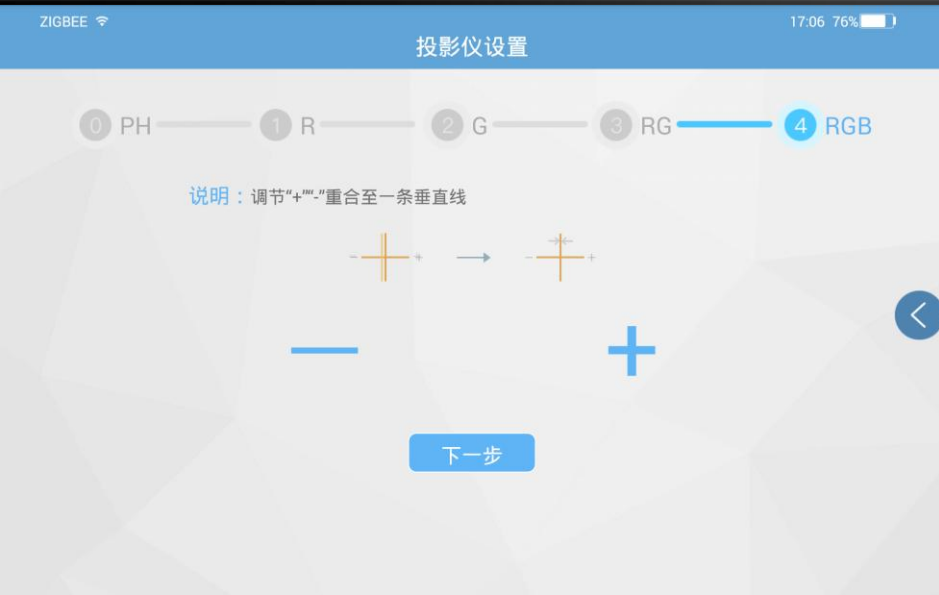 ZIGBEE 17:06 76%
投影仪设置
0 PH 1 R 2 G 3 RG 4 RGB
说明：调节“+”“-”重合至一条垂直线
- + - +
下一步